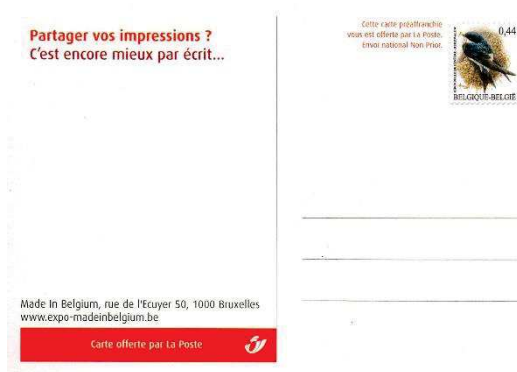 Partager vos impressions ?
C'est encore mieux par écrit...
Made In Belgium, rue de l'Ecuyer 50, 1000 Bruxelles
www.expo-madeinbelgium.be
Carte offerte par La Poste
Cette carte préaffranchie
vous est offerte par La Poste.
Envoi national Non Prior.
0,44
BELGIQUE-BELGIË